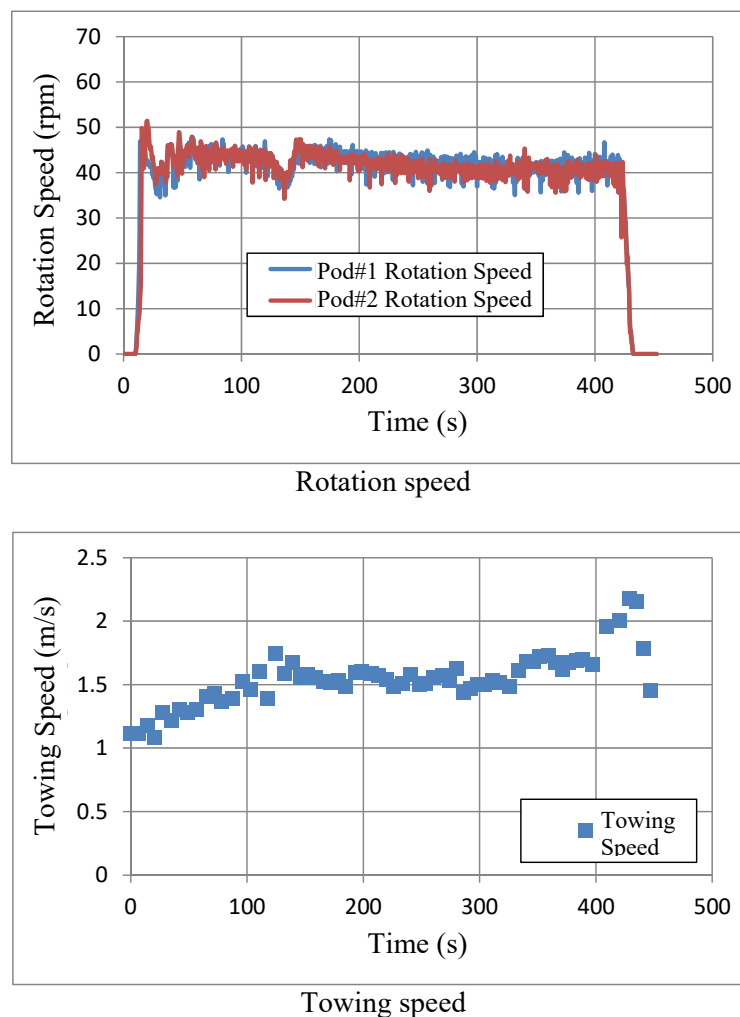 70
60
50
40
30
20
10
0
Rotation Speed (rpm)
Pod#1 Rotation Speed
Pod#2 Rotation Speed
0 100 200 300 400 500
Time (s)
Rotation speed
2.5
2
1.5
1
0.5
0
Towing Speed (m/s)
Towing
Speed
0 100 200 300 400 500
Time (s)
Towing speed